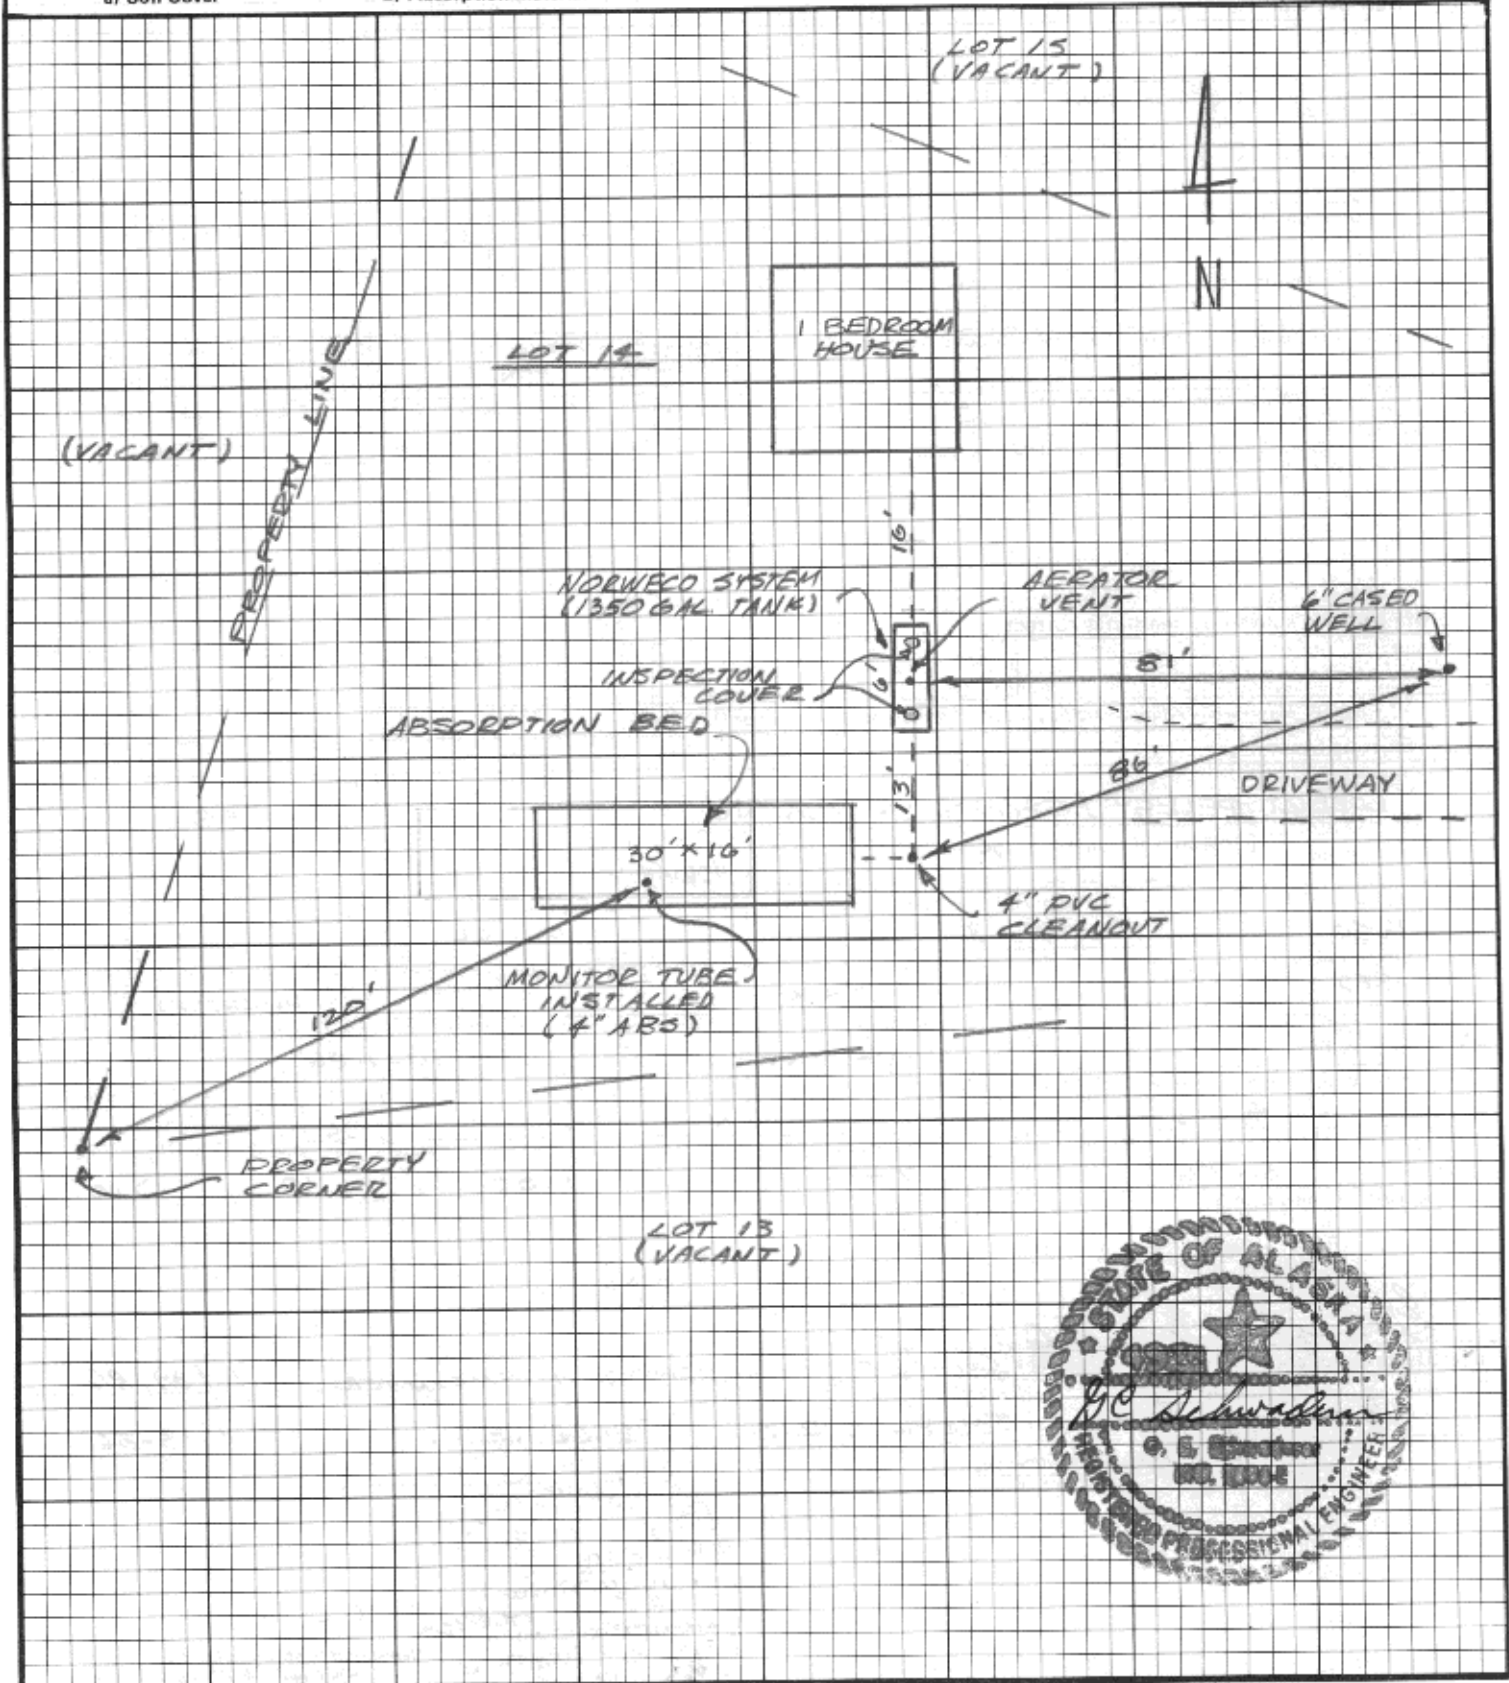 LOT 15
(VACANT)
N
1 BEDROOM
HOUSE
LOT 14
PROPERTY LINE
(VACANT)
16'
NORWECO SYSTEM
(1350 GAL TANK)
AERATOR
VENT
6" CASED
WELL
81'
INSPECTION
COVER
6'
ABSORPTION BED
13'
86'
DRIVEWAY
30' x 16'
4" PVC
CLEANOUT
MONITOR TUBE
INSTALLED
(4" ABS)
120'
PROPERTY
CORNER
LOT 13
(VACANT)
STATE OF ALASKA
REGISTERED PROFESSIONAL ENGINEER